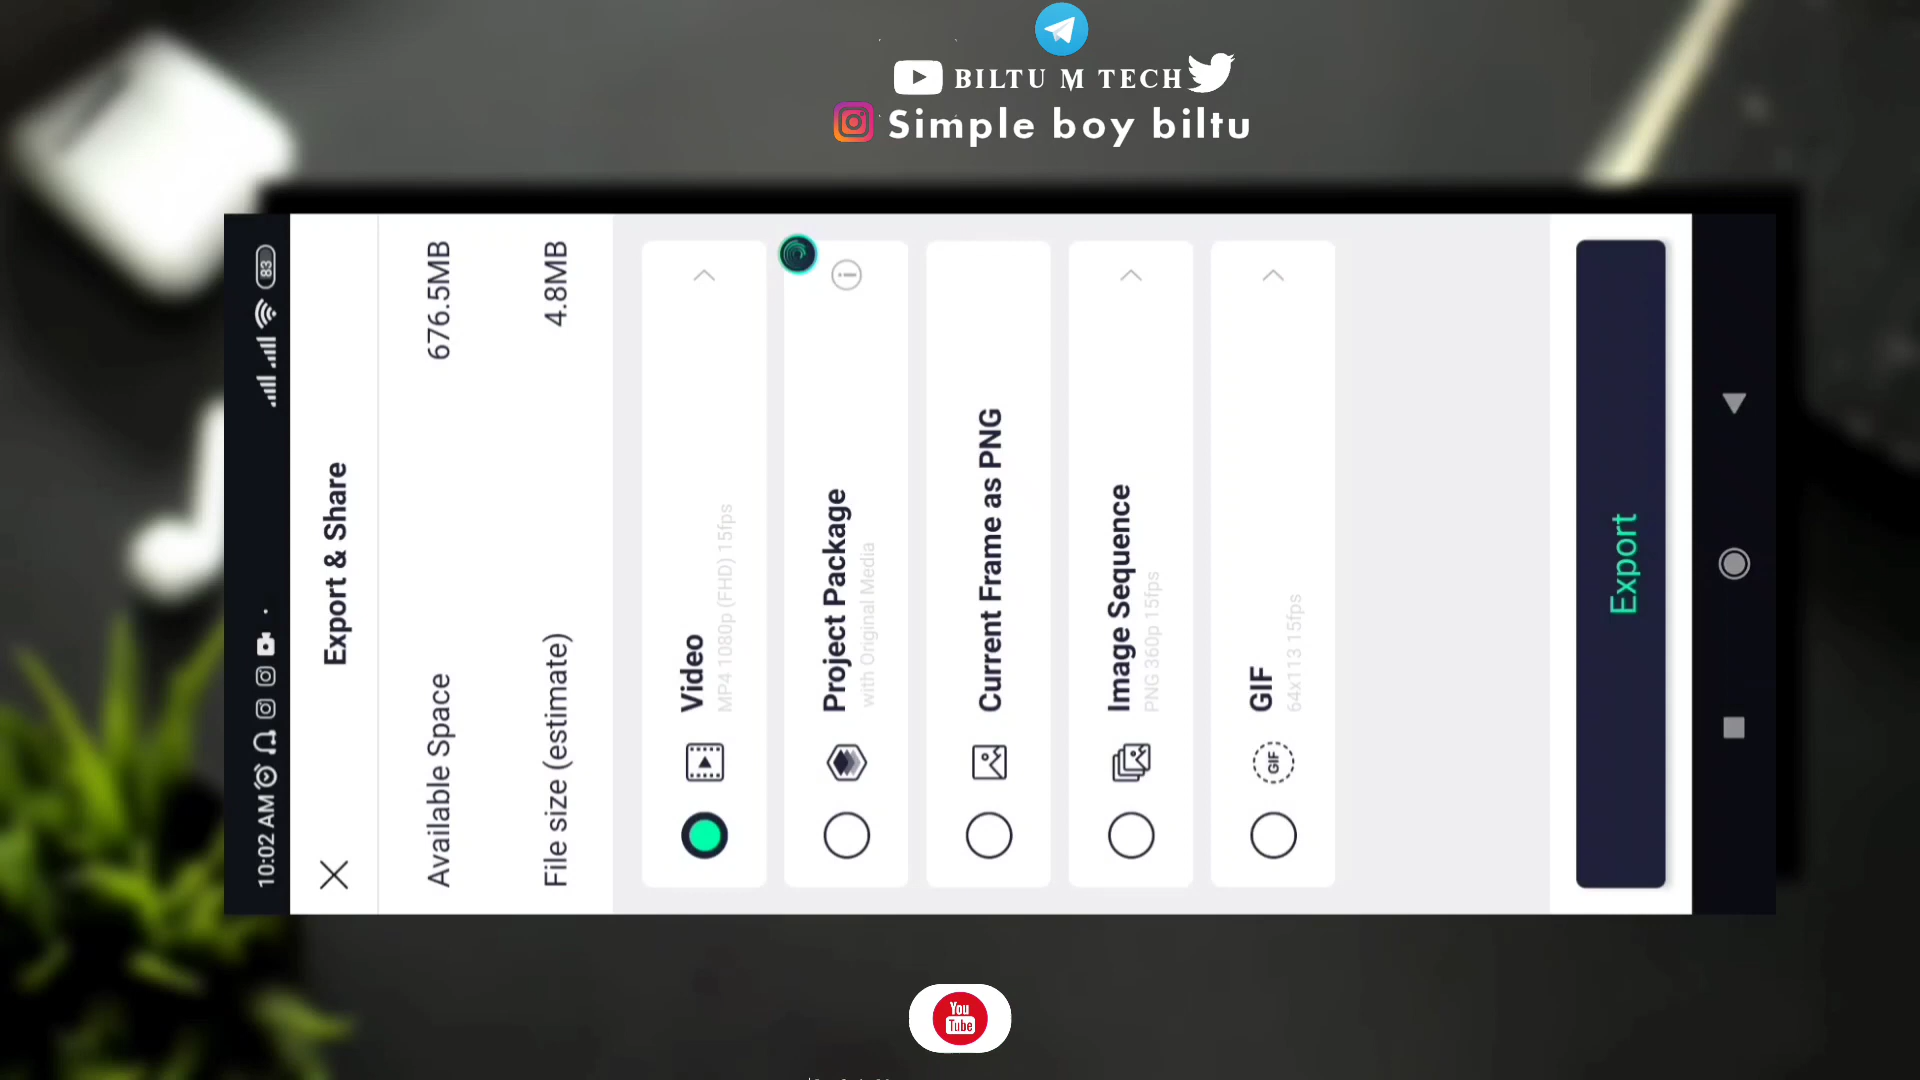 BILTU M TECH
Simple boy biltu
10:02 AM
83
Export & Share
Available Space
676.5MB
File size (estimate)
4.8MB
Video
MP4 1080p (FHD) 15fps
Project Package
with Original Media
Current Frame as PNG
Image Sequence
PNG 360p 15fps
GIF
GIF
64x113 15fps
Export
You
Tube